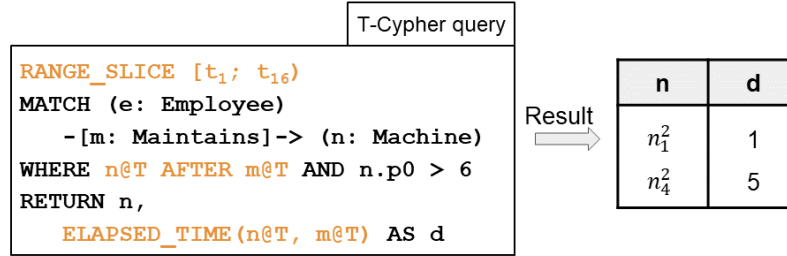 T-Cypher query
RANGE_SLICE [t₁; t₁₆)
MATCH (e: Employee)
-[m: Maintains]-> (n: Machine)
WHERE n@T AFTER m@T AND n.p0 > 6
RETURN n,
ELAPSED_TIME(n@T, m@T) AS d
Result
n d
n₁² 1
n₄² 5